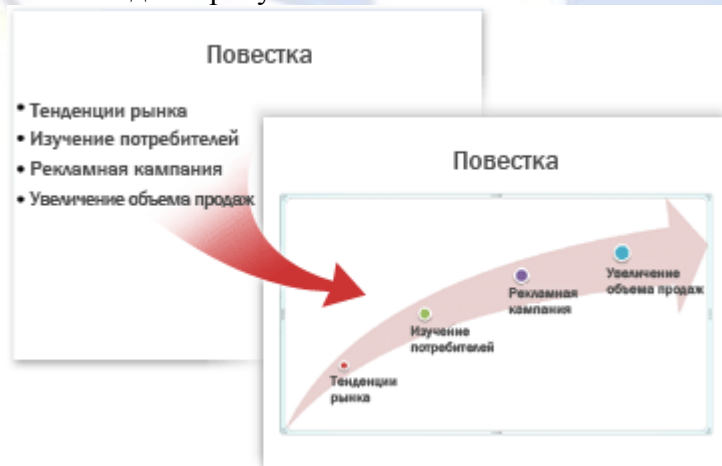 Повестка
• Тенденции рынка
• Изучение потребителей
• Рекламная кампания
• Увеличение объема продаж
Повестка
Увеличение
объема продаж
Рекламная
кампания
Изучение
потребителей
Тенденции
рынка